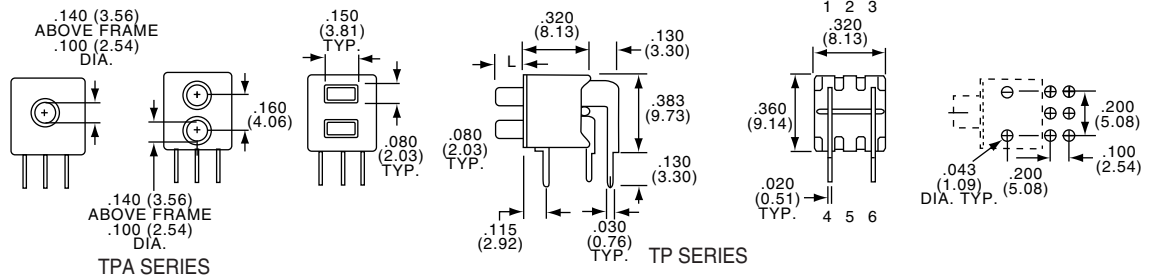 .140 (3.56)
ABOVE FRAME
.100 (2.54)
DIA.
.160
(4.06)
.140 (3.56)
ABOVE FRAME
.100 (2.54)
DIA.
TPA SERIES
.150
(3.81)
TYP.
.080
(2.03)
TYP.
.320
(8.13)
.130
(3.30)
L
.383
(9.73)
.080
(2.03)
TYP.
.130
(3.30)
.115
(2.92)
.030
(0.76)
TYP.
TP SERIES
1 2 3
.320
(8.13)
.360
(9.14)
.020
(0.51)
TYP.
4 5 6
.200
(5.08)
.100
(2.54)
.043
(1.09)
DIA. TYP.
.200
(5.08)